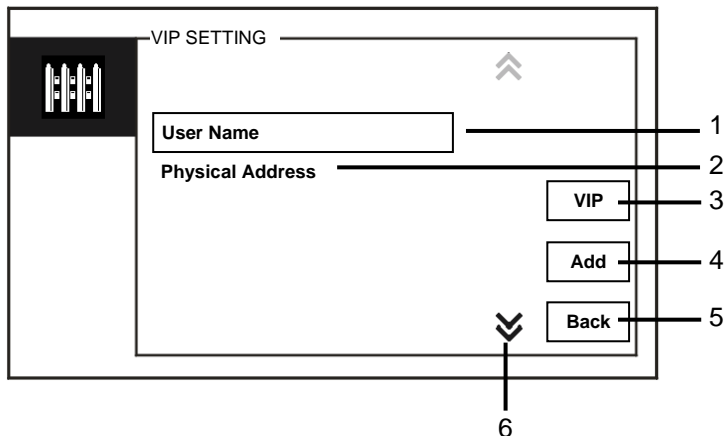 VIP SETTING
User Name
1
Physical Address
2
VIP
3
Add
4
Back
5
6